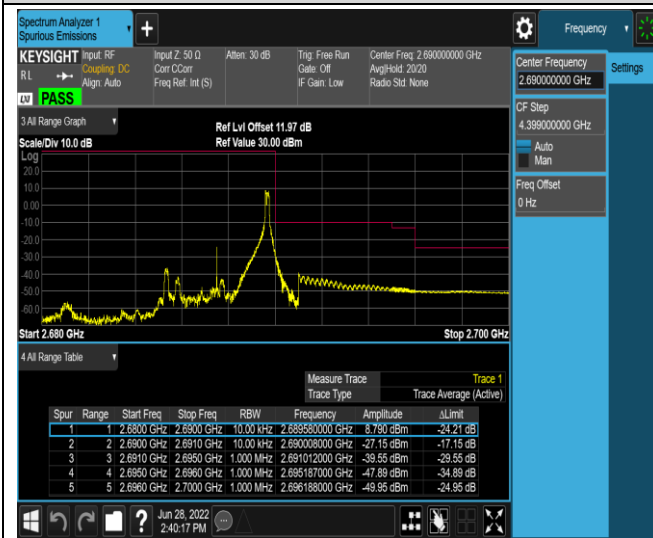 Spectrum Analyzer 1
Spurious Emissions
+
Frequency
KEYSIGHT
Input: RF
Coupling: DC
Align: Auto
Input Z: 50 Ω
Corr CCorr
Freq Ref: Int (S)
Atten: 30 dB
Trig: Free Run
Gate: Off
IF Gain: Low
Center Freq: 2.690000000 GHz
Avg|Hold: 20/20
Radio Std: None
R L
LXI
PASS
3 All Range Graph
Scale/Div 10.0 dB
Ref Lvl Offset 11.97 dB
Ref Value 30.00 dBm
Log
20.0
10.0
0.00
-10.0
-20.0
-30.0
-40.0
-50.0
-60.0
Start 2.680 GHz
Stop 2.700 GHz
4 All Range Table
Measure Trace Trace 1
Trace Type Trace Average (Active)
Spur Range Start Freq Stop Freq RBW Frequency Amplitude ΔLimit
1 1 2.6800 GHz 2.6900 GHz 10.00 kHz 2.689580000 GHz 8.790 dBm -24.21 dB
2 2 2.6900 GHz 2.6910 GHz 10.00 kHz 2.690008000 GHz -27.15 dBm -17.15 dB
3 3 2.6910 GHz 2.6950 GHz 1.000 MHz 2.691012000 GHz -39.55 dBm -29.55 dB
4 4 2.6950 GHz 2.6960 GHz 1.000 MHz 2.695187000 GHz -47.89 dBm -34.89 dB
5 5 2.6960 GHz 2.7000 GHz 1.000 MHz 2.696188000 GHz -49.95 dBm -24.95 dB
Center Frequency
2.690000000 GHz
Settings
CF Step
4.399000000 GHz
Auto
Man
Freq Offset
0 Hz
?
Jun 28, 2022
2:40:17 PM